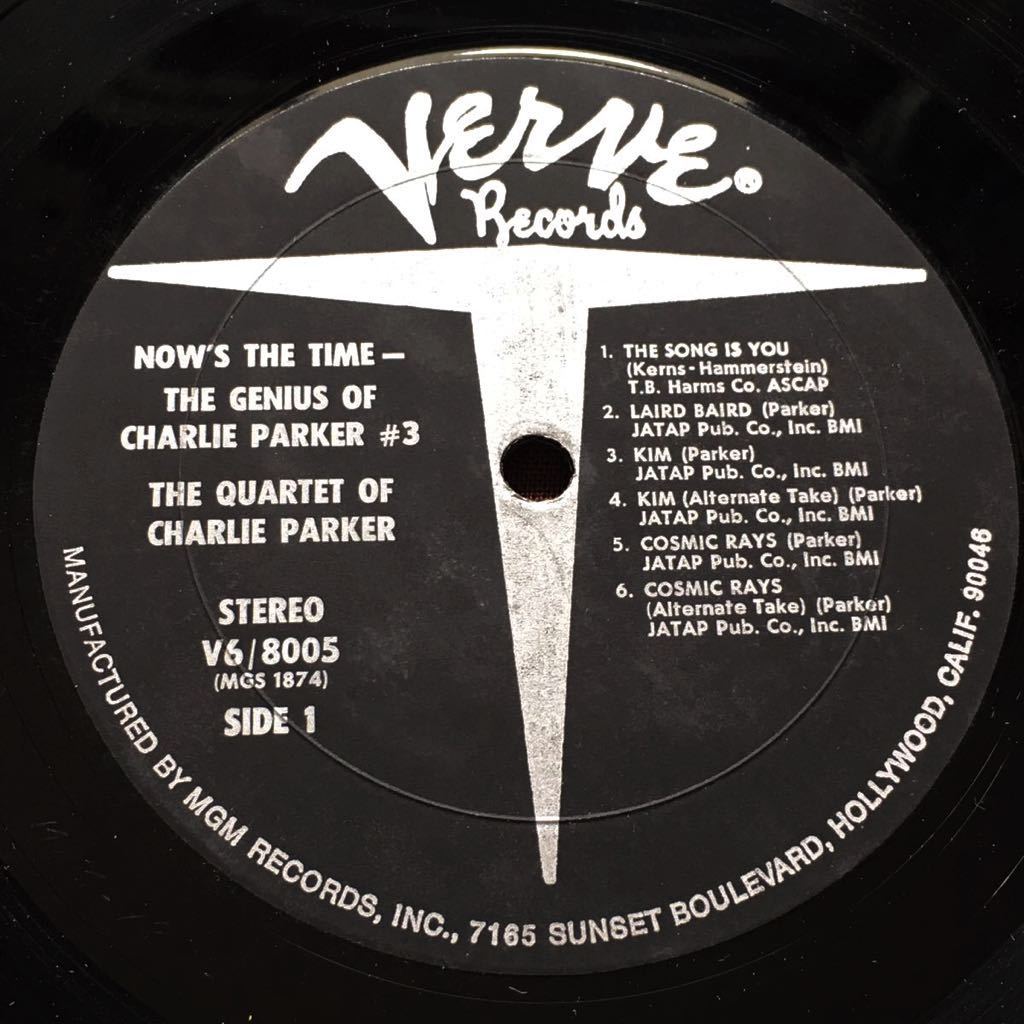 Verve®
Records
NOW'S THE TIME —
THE GENIUS OF
CHARLIE PARKER #3
THE QUARTET OF
CHARLIE PARKER
STEREO
V6/8005
(MGS 1874)
SIDE 1
1. THE SONG IS YOU
(Kerns-Hammerstein)
T.B. Harms Co. ASCAP
2. LAIRD BAIRD (Parker)
JATAP Pub. Co., Inc. BMI
3. KIM (Parker)
JATAP Pub. Co., Inc. BMI
4. KIM (Alternate Take) (Parker)
JATAP Pub. Co., Inc. BMI
5. COSMIC RAYS (Parker)
JATAP Pub. Co., Inc. BMI
6. COSMIC RAYS
(Alternate Take) (Parker)
JATAP Pub. Co., Inc. BMI
MANUFACTURED BY MGM RECORDS, INC., 7165 SUNSET BOULEVARD, HOLLYWOOD, CALIF. 90046